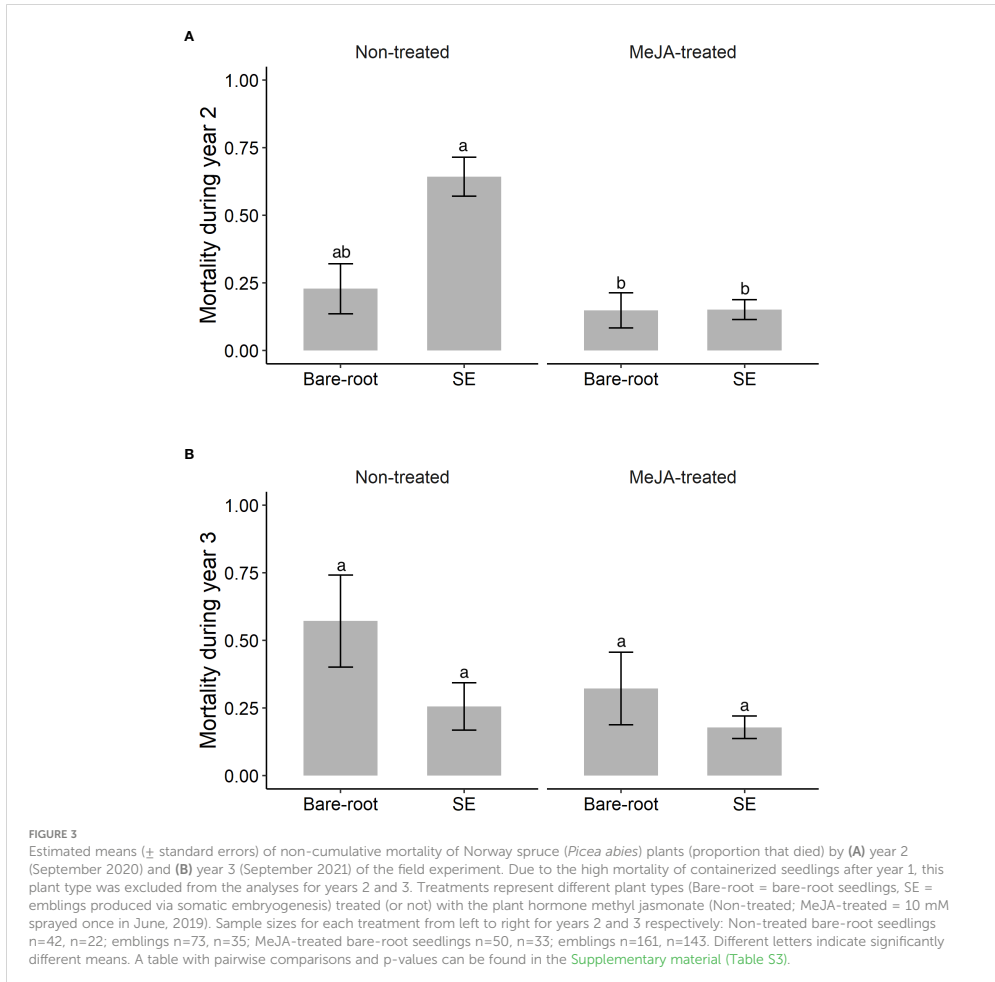 A
Non-treated MeJA-treated
Mortality during year 2
1.00
0.75
0.50
0.25
0.00
a
ab
b b
Bare-root SE Bare-root SE
B
Non-treated MeJA-treated
Mortality during year 3
1.00
0.75
0.50
0.25
0.00
a
a
a
a
Bare-root SE Bare-root SE
FIGURE 3
Estimated means (± standard errors) of non-cumulative mortality of Norway spruce (Picea abies) plants (proportion that died) by (A) year 2
(September 2020) and (B) year 3 (September 2021) of the field experiment. Due to the high mortality of containerized seedlings after year 1, this
plant type was excluded from the analyses for years 2 and 3. Treatments represent different plant types (Bare-root = bare-root seedlings, SE =
emblings produced via somatic embryogenesis) treated (or not) with the plant hormone methyl jasmonate (Non-treated; MeJA-treated = 10 mM
sprayed once in June, 2019). Sample sizes for each treatment from left to right for years 2 and 3 respectively: Non-treated bare-root seedlings
n=42, n=22; emblings n=73, n=35; MeJA-treated bare-root seedlings n=50, n=33; emblings n=161, n=143. Different letters indicate significantly
different means. A table with pairwise comparisons and p-values can be found in the Supplementary material (Table S3).